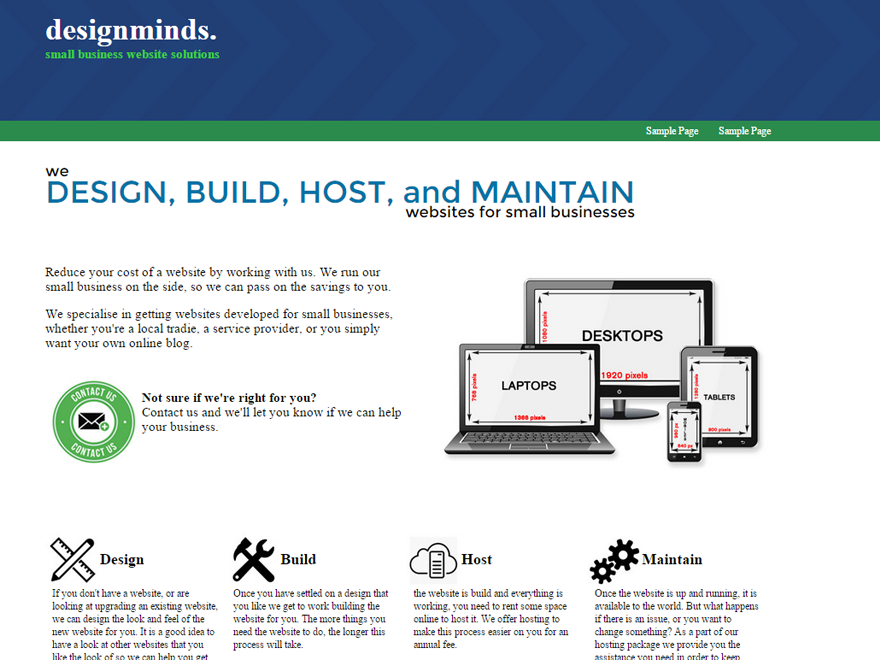 designminds.
small business website solutions
Sample Page Sample Page
we
DESIGN, BUILD, HOST, and MAINTAIN
websites for small businesses
Reduce your cost of a website by working with us. We run our
small business on the side, so we can pass on the savings to you.
We specialise in getting websites developed for small businesses,
whether you're a local tradie, a service provider, or you simply
want your own online blog.
CONTACT US
CONTACT US
Not sure if we're right for you?
Contact us and we'll let you know if we can help
your business.
DESKTOPS
1080 pixels
1920 pixels
LAPTOPS
768 pixels
1366 pixels
TABLETS
1280 pixels
800 pixels
960 px
640 px
Design
If you don't have a website, or are
looking at upgrading an existing website,
we can design the look and feel of the
new website for you. It is a good idea to
have a look at other websites that you
like the look of so we can help you get
Build
Once you have settled on a design that
you like we get to work building the
website for you. The more things you
need the website to do, the longer this
process will take.
Host
the website is build and everything is
working, you need to rent some space
online to host it. We offer hosting to
make this process easier on you for an
annual fee.
Maintain
Once the website is up and running, it is
available to the world. But what happens
if there is an issue, or you want to
change something? As a part of our
hosting package we provide you the
assistance you need in order to keep